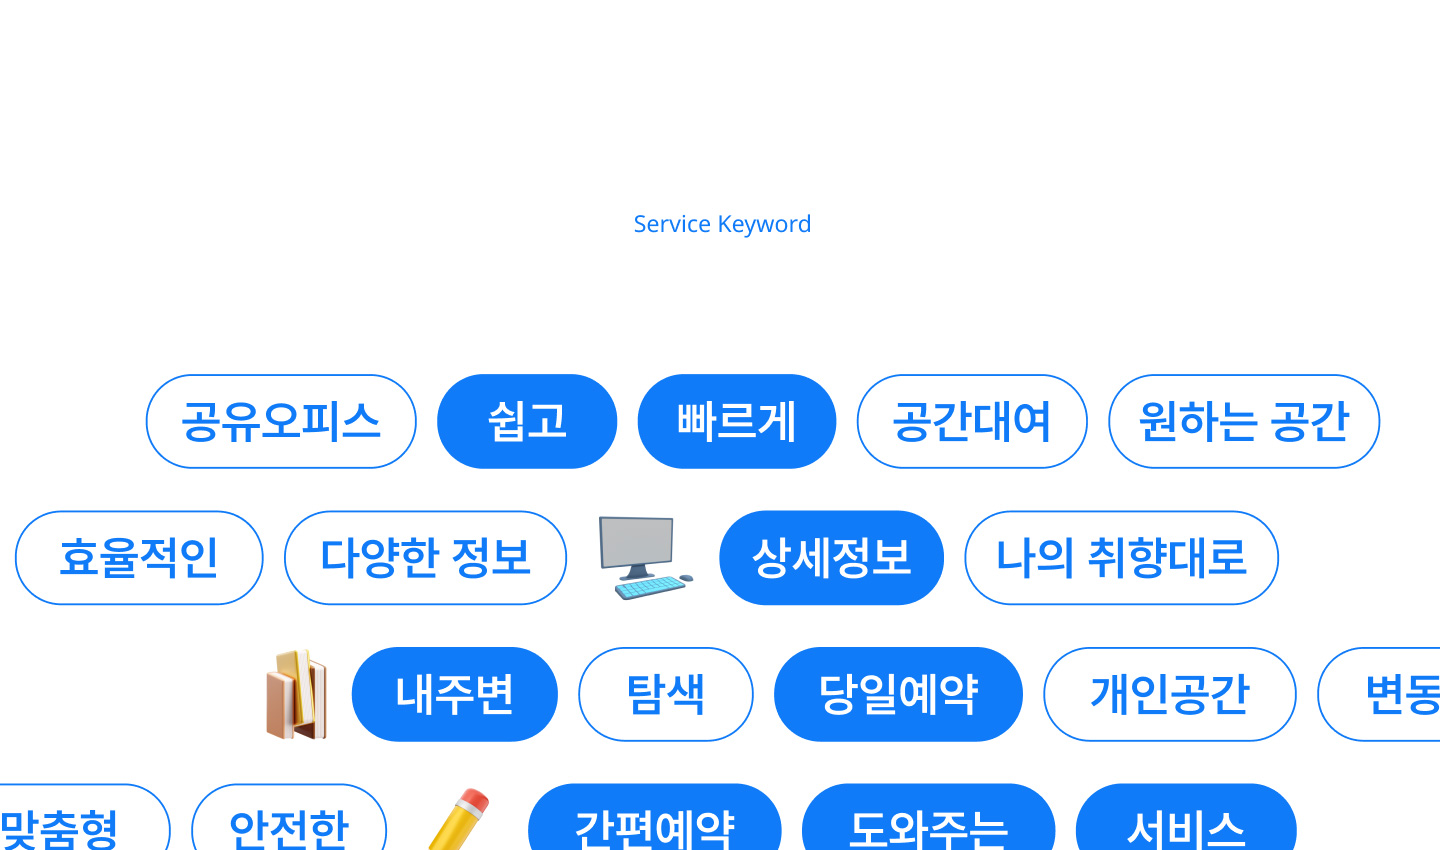 Service Keyword
공유오피스 쉽고 빠르게 공간대여 원하는 공간
효율적인 다양한 정보 상세정보 나의 취향대로
내주변 탐색 당일예약 개인공간 변동
맞춤형 안전한 간편예약 도와주는 서비스